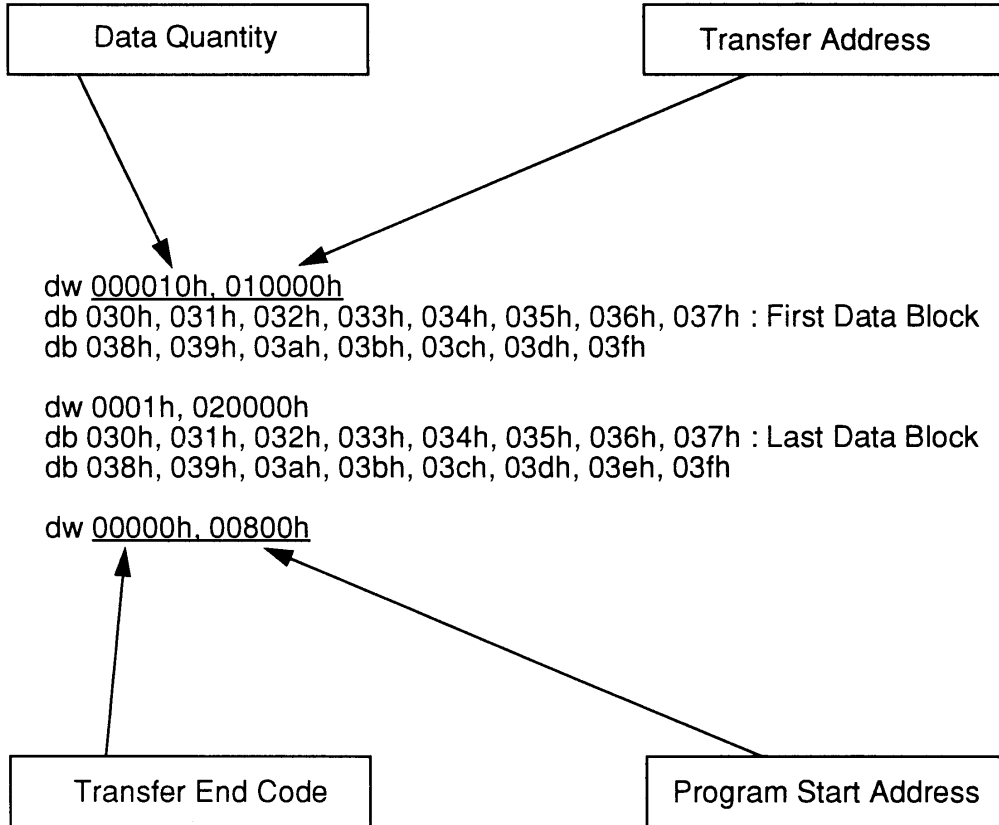 Data Quantity
Transfer Address
dw 000010h, 010000h
db 030h, 031h, 032h, 033h, 034h, 035h, 036h, 037h : First Data Block
db 038h, 039h, 03ah, 03bh, 03ch, 03dh, 03fh
dw 0001h, 020000h
db 030h, 031h, 032h, 033h, 034h, 035h, 036h, 037h : Last Data Block
db 038h, 039h, 03ah, 03bh, 03ch, 03dh, 03eh, 03fh
dw 00000h, 00800h
Transfer End Code
Program Start Address